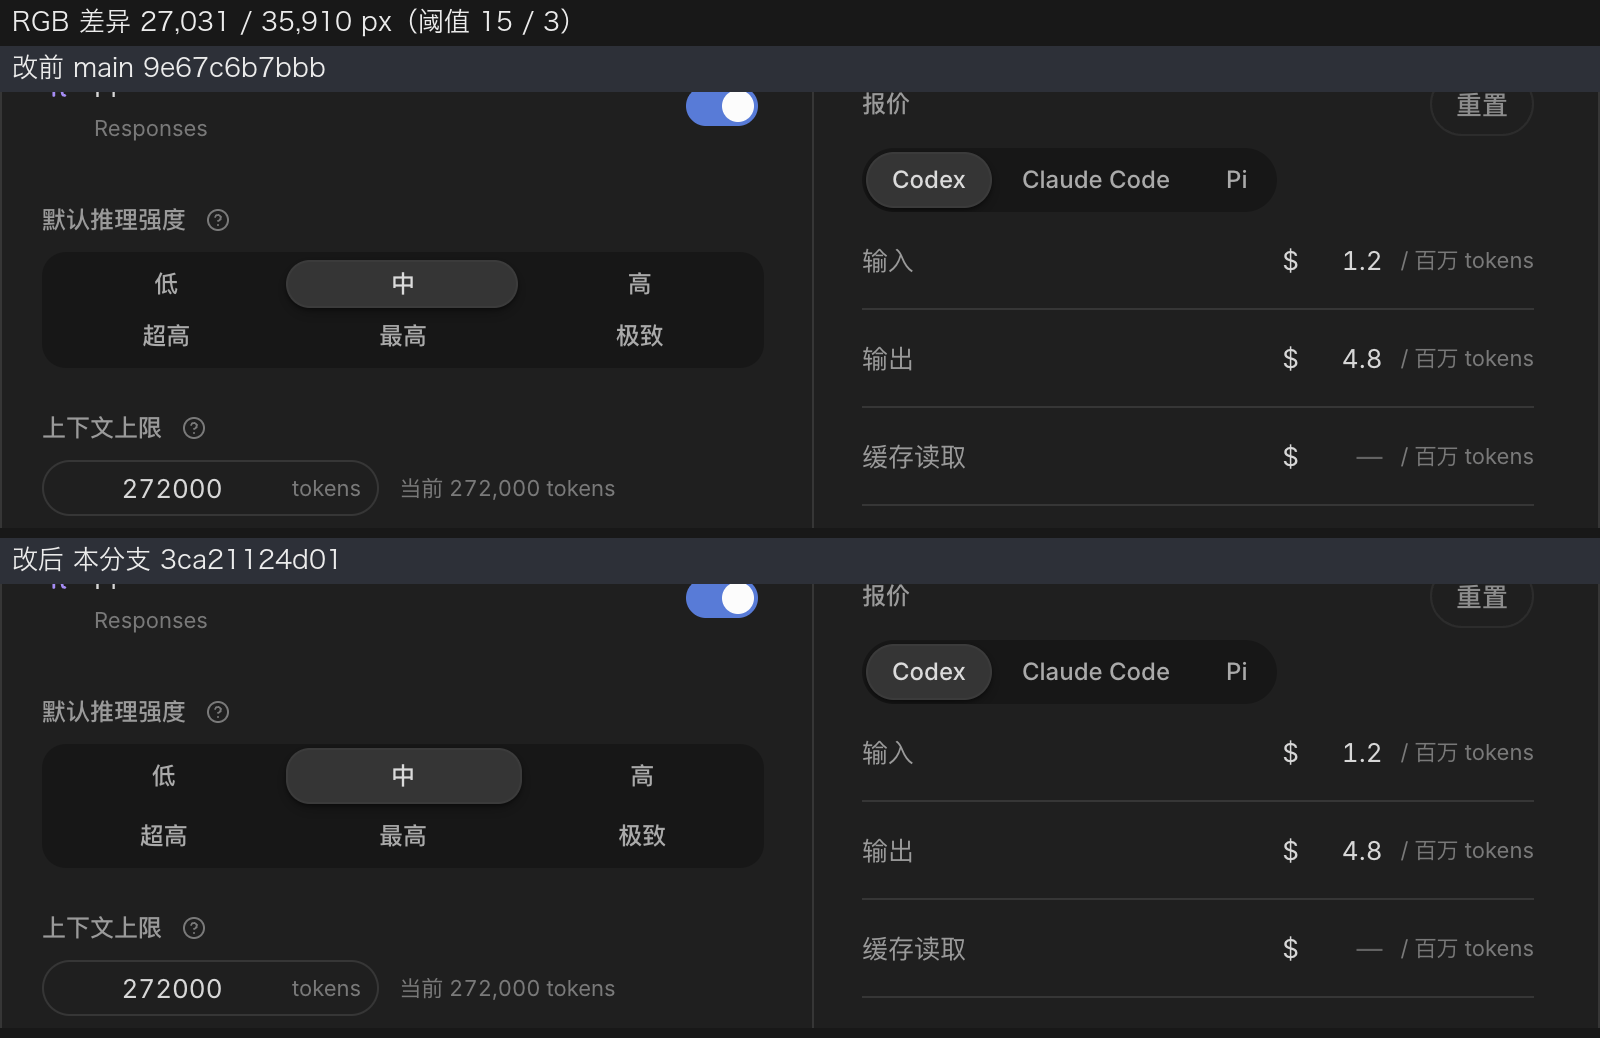 RGB 差异 27,031 / 35,910 px（阈值 15 / 3）
改前 main 9e67c6b7bbb
Responses
默认推理强度 ?
低 中 高
超高 最高 极致
上下文上限 ?
272000 tokens 当前 272,000 tokens
报价 重置
Codex Claude Code Pi
输入 $ 1.2 / 百万 tokens
输出 $ 4.8 / 百万 tokens
缓存读取 $ — / 百万 tokens
改后 本分支 3ca21124d01
Responses
默认推理强度 ?
低 中 高
超高 最高 极致
上下文上限 ?
272000 tokens 当前 272,000 tokens
报价 重置
Codex Claude Code Pi
输入 $ 1.2 / 百万 tokens
输出 $ 4.8 / 百万 tokens
缓存读取 $ — / 百万 tokens